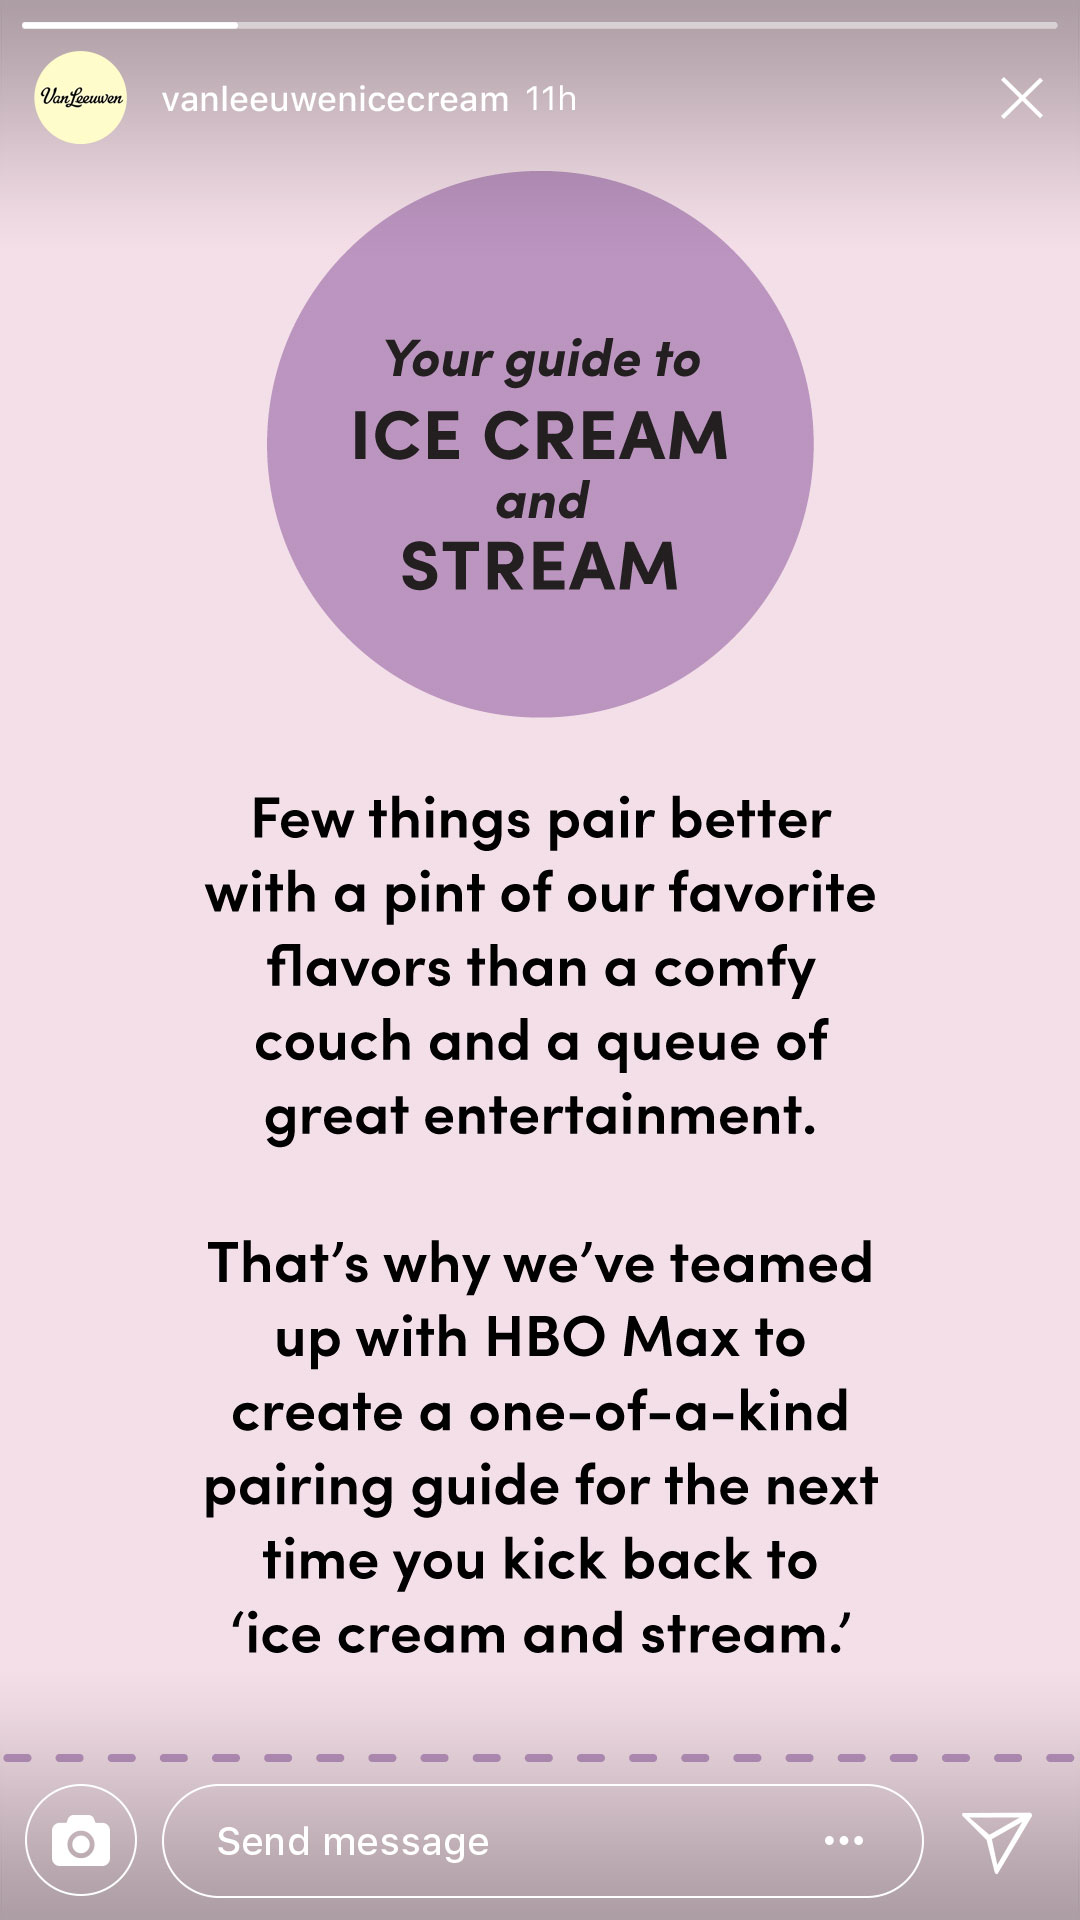 VanLeeuwen
vanleeuwenicecream 11h
Your guide to
ICE CREAM
and
STREAM
Few things pair better
with a pint of our favorite
flavors than a comfy
couch and a queue of
great entertainment.
That’s why we’ve teamed
up with HBO Max to
create a one-of-a-kind
pairing guide for the next
time you kick back to
‘ice cream and stream.’
Send message